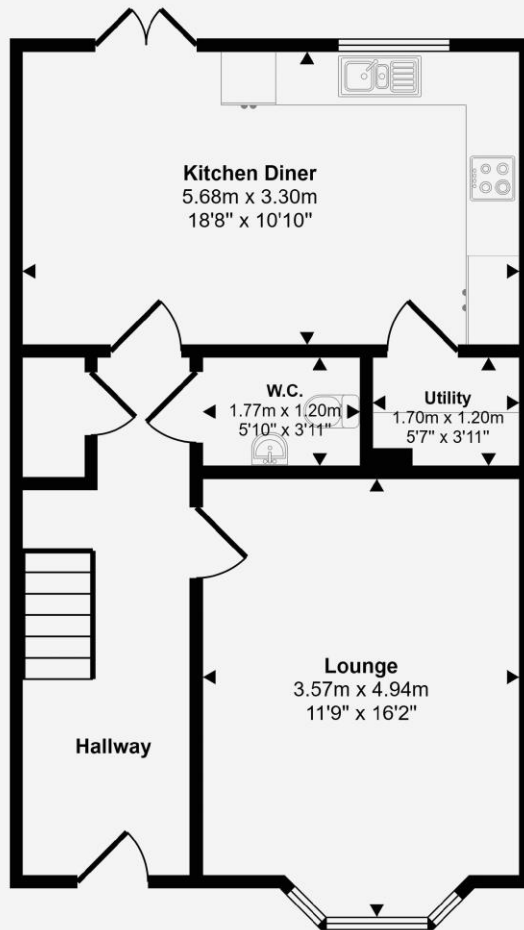 Kitchen Diner
5.68m x 3.30m
18'8" x 10'10"
W.C.
1.77m x 1.20m
5'10" x 3'11"
Utility
1.70m x 1.20m
5'7" x 3'11"
Lounge
3.57m x 4.94m
11'9" x 16'2"
Hallway